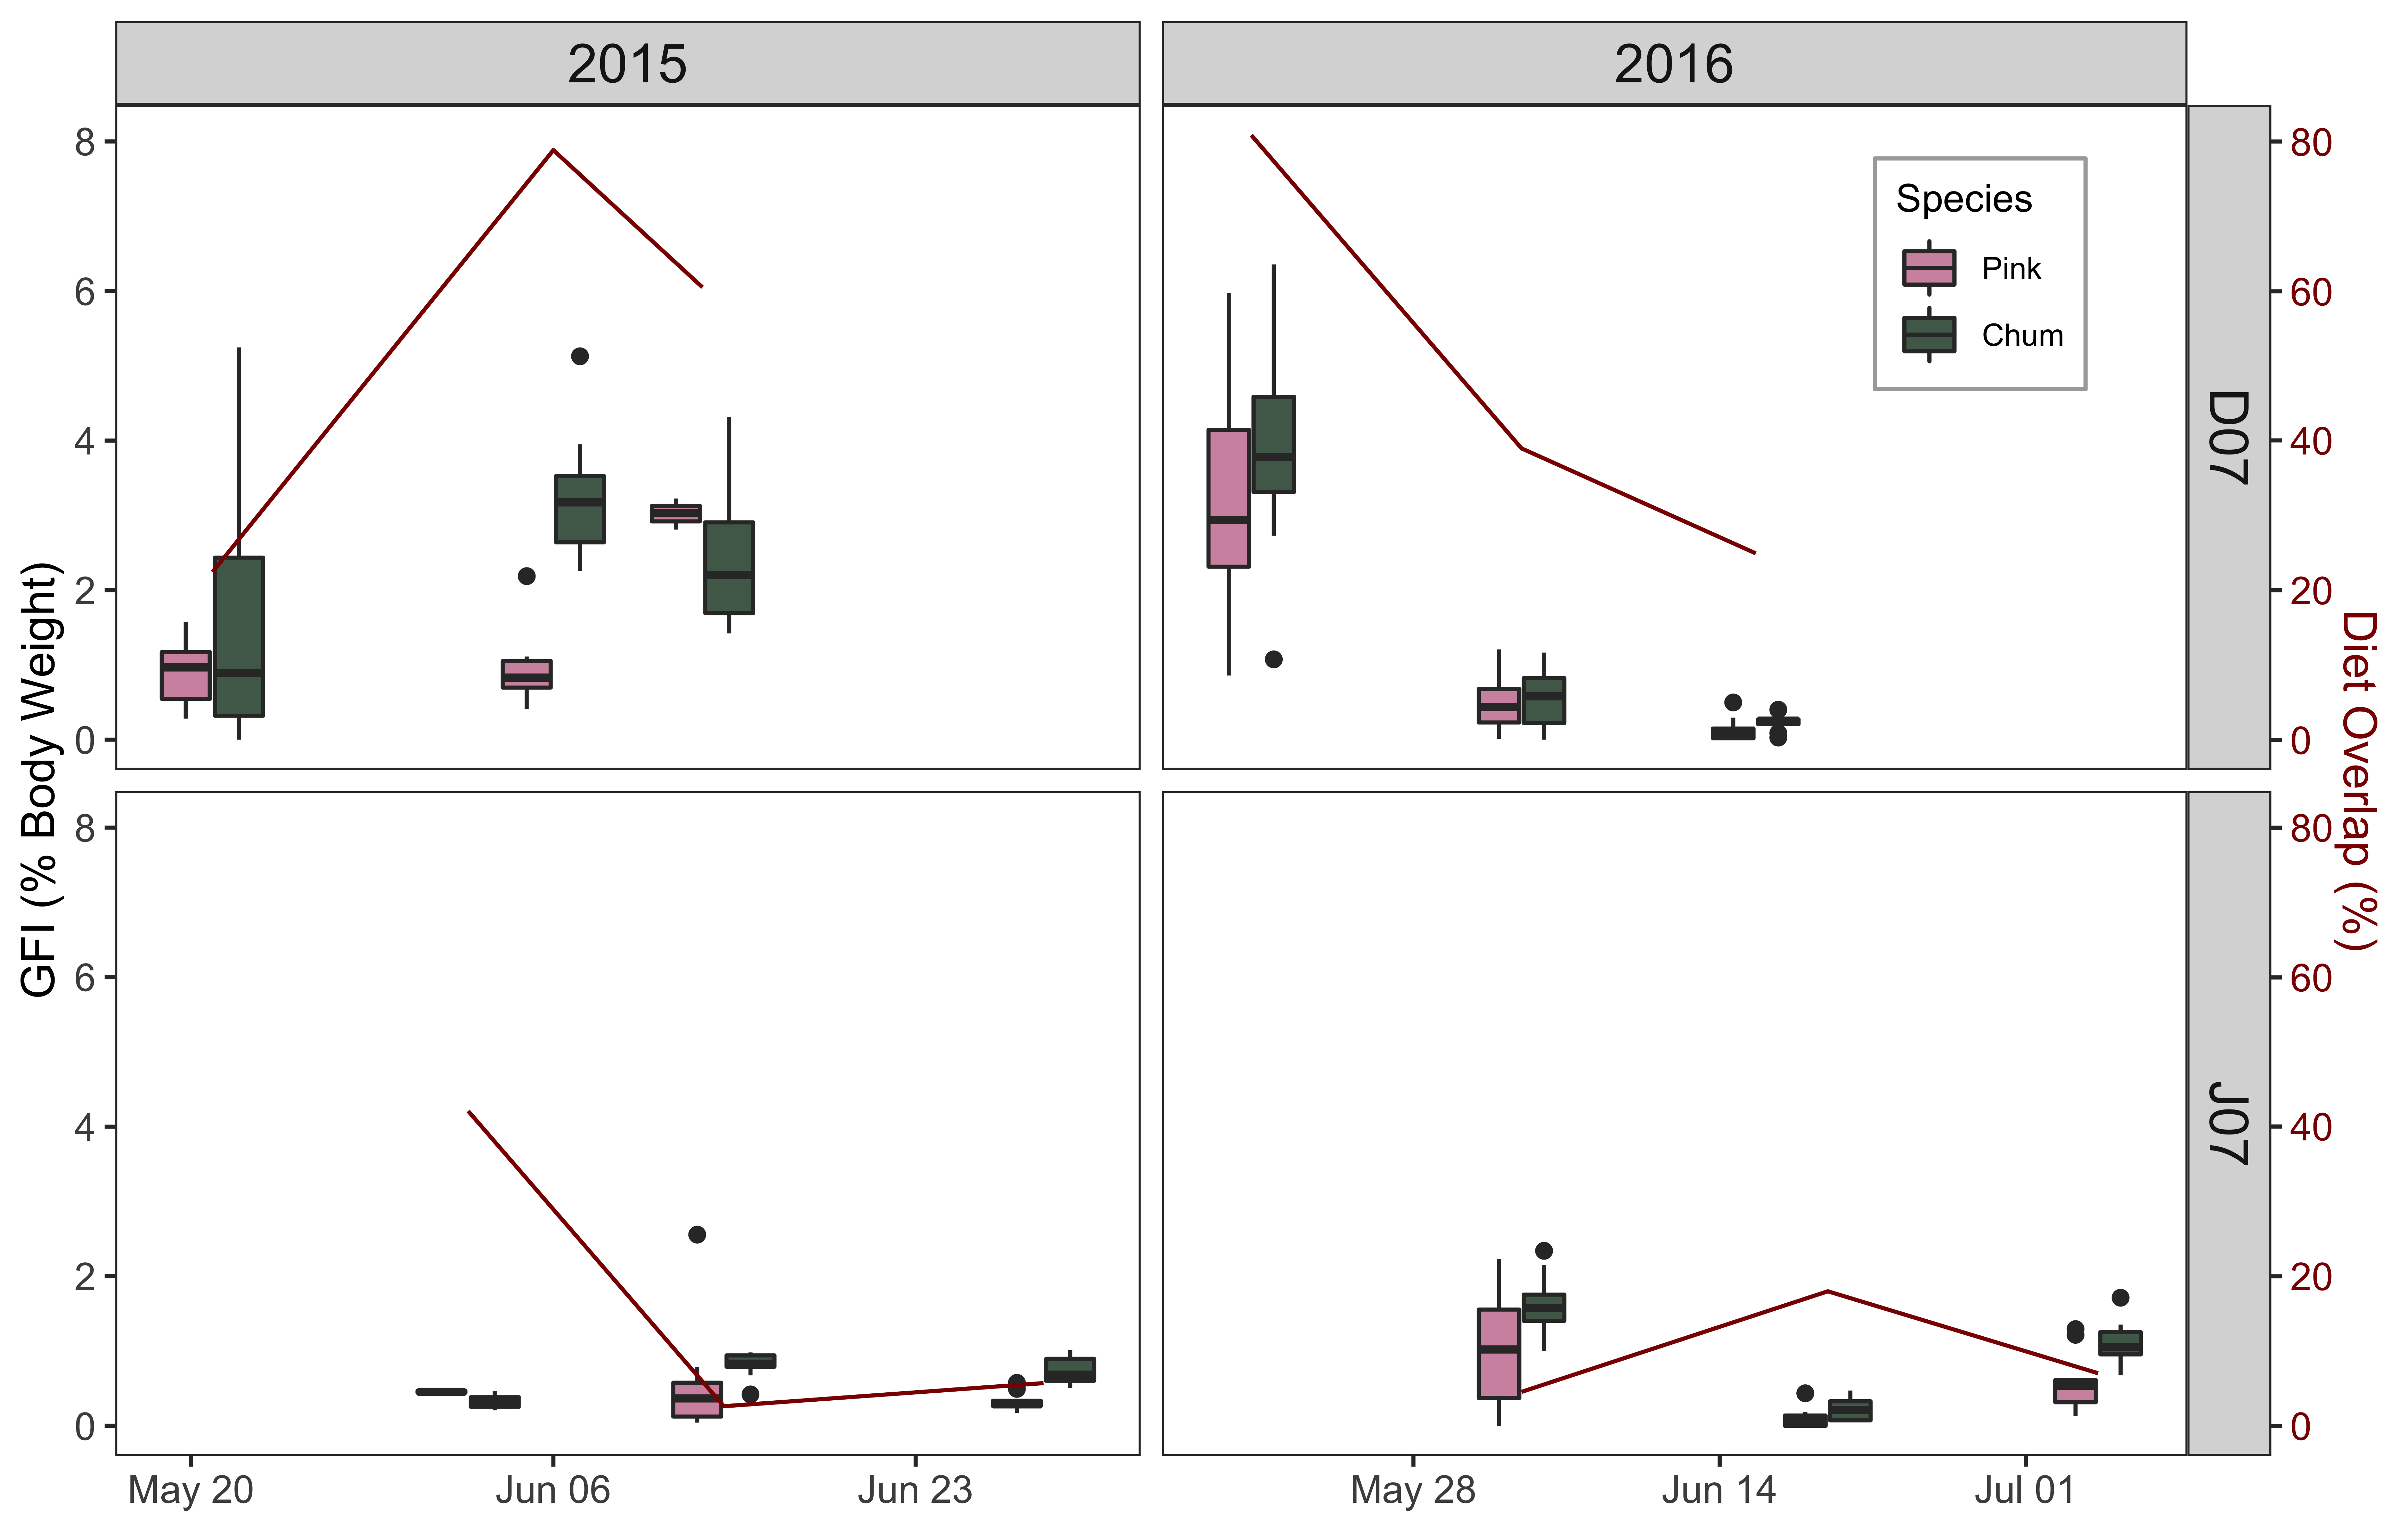 2015
2016
8
6
4
2
0
80
60
40
20
0
Species
Pink
Chum
D07
GFI (% Body Weight)
Diet Overlap (%)
8
6
4
2
0
80
60
40
20
0
J07
May 20
Jun 06
Jun 23
May 28
Jun 14
Jul 01